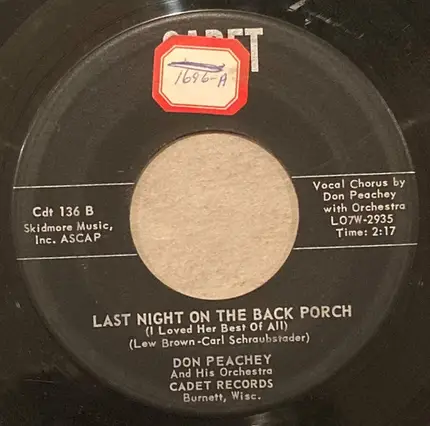 CADET
1696-A
Cdt 136 B
Skidmore Music,
Inc. ASCAP
Vocal Chorus by
Don Peachey
with Orchestra
L07W-2935
Time: 2:17
LAST NIGHT ON THE BACK PORCH
(I Loved Her Best Of All)
(Lew Brown-Carl Schraubstader)
DON PEACHEY
And His Orchestra
CADET RECORDS
Burnett, Wisc.